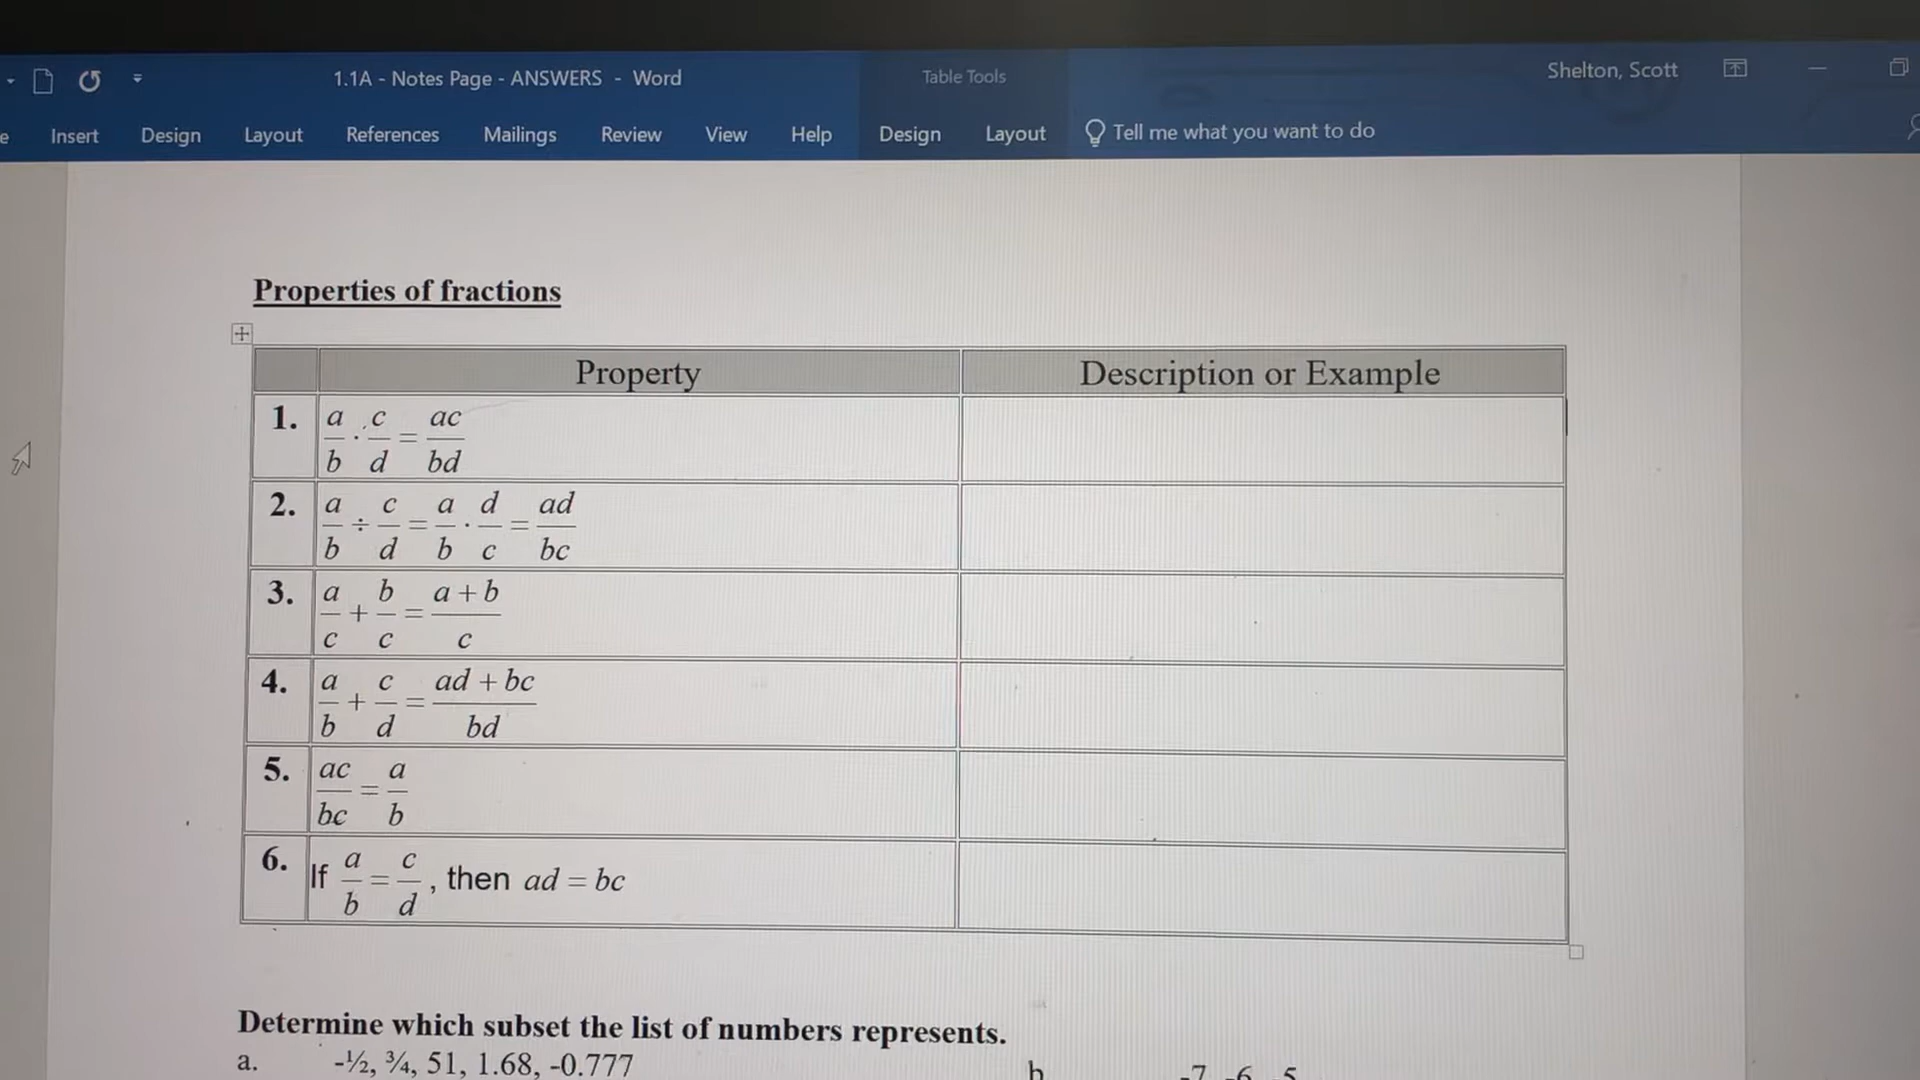 1.1A - Notes Page - ANSWERS - Word
Table Tools
Shelton, Scott
Insert Design Layout References Mailings Review View Help Design Layout Tell me what you want to do
Properties of fractions
Property Description or Example
1. a/b · c/d = ac/bd
2. a/b ÷ c/d = a/b · d/c = ad/bc
3. a/c + b/c = a + b/c
4. a/b + c/d = ad + bc/bd
5. ac/bc = a/b
6. If a/b = c/d, then ad = bc
Determine which subset the list of numbers represents.
a. -½, ¾, 51, 1.68, -0.777